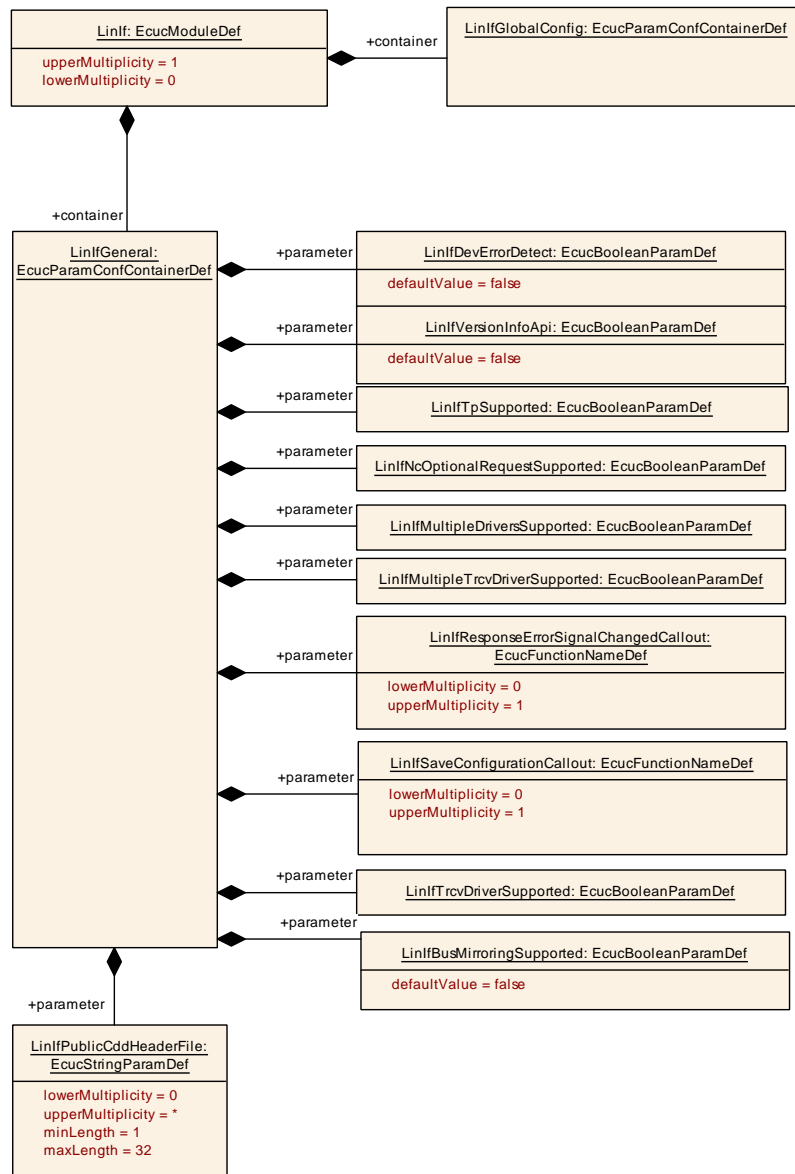 LinIf: EcucModuleDef
upperMultiplicity = 1
lowerMultiplicity = 0
+container
LinIfGlobalConfig: EcucParamConfContainerDef
+container
LinIfGeneral:
EcucParamConfContainerDef
+parameter
LinIfDevErrorDetect: EcucBooleanParamDef
defaultValue = false
+parameter
LinIfVersionInfoApi: EcucBooleanParamDef
defaultValue = false
+parameter
LinIfTpSupported: EcucBooleanParamDef
+parameter
LinIfNcOptionalRequestSupported: EcucBooleanParamDef
+parameter
LinIfMultipleDriversSupported: EcucBooleanParamDef
+parameter
LinIfMultipleTrcvDriverSupported: EcucBooleanParamDef
+parameter
LinIfResponseErrorSignalChangedCallout:
EcucFunctionNameDef
lowerMultiplicity = 0
upperMultiplicity = 1
+parameter
LinIfSaveConfigurationCallout: EcucFunctionNameDef
lowerMultiplicity = 0
upperMultiplicity = 1
+parameter
LinIfTrcvDriverSupported: EcucBooleanParamDef
+parameter
LinIfBusMirroringSupported: EcucBooleanParamDef
defaultValue = false
+parameter
LinIfPublicCddHeaderFile:
EcucStringParamDef
lowerMultiplicity = 0
upperMultiplicity = *
minLength = 1
maxLength = 32